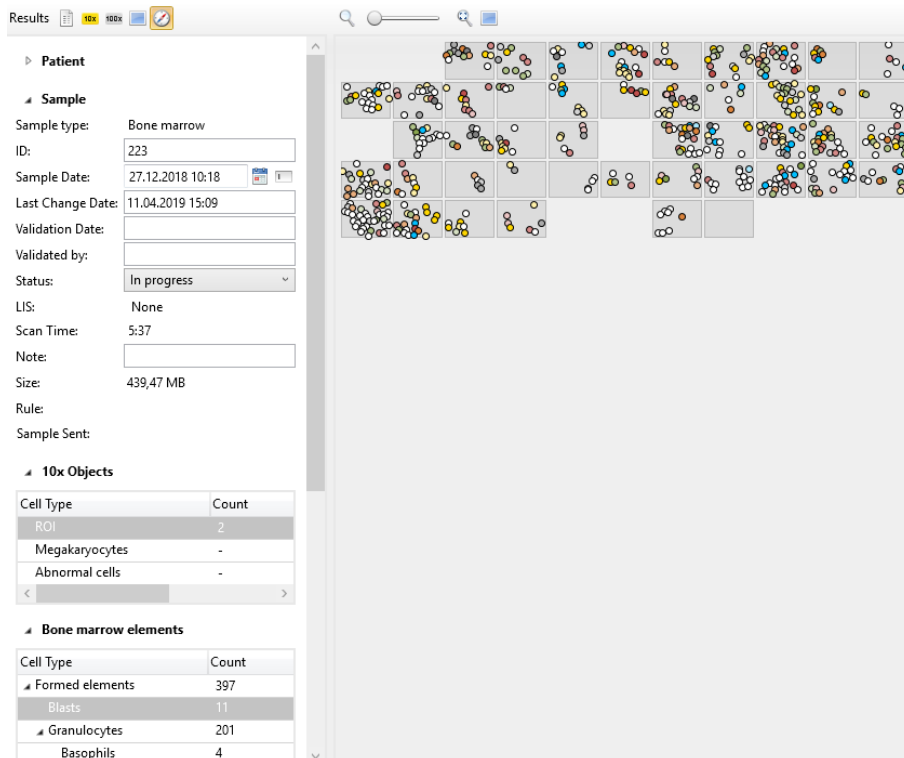 Results 10x 100x
Patient
Sample
Sample type: Bone marrow
ID: 223
Sample Date: 27.12.2018 10:18
Last Change Date: 11.04.2019 15:09
Validation Date:
Validated by:
Status: In progress
LIS: None
Scan Time: 5:37
Note:
Size: 439,47 MB
Rule:
Sample Sent:
10x Objects
Cell Type Count
ROI 2
Megakaryocytes -
Abnormal cells -
Bone marrow elements
Cell Type Count
Formed elements 397
Blasts 11
Granulocytes 201
Basophils 4